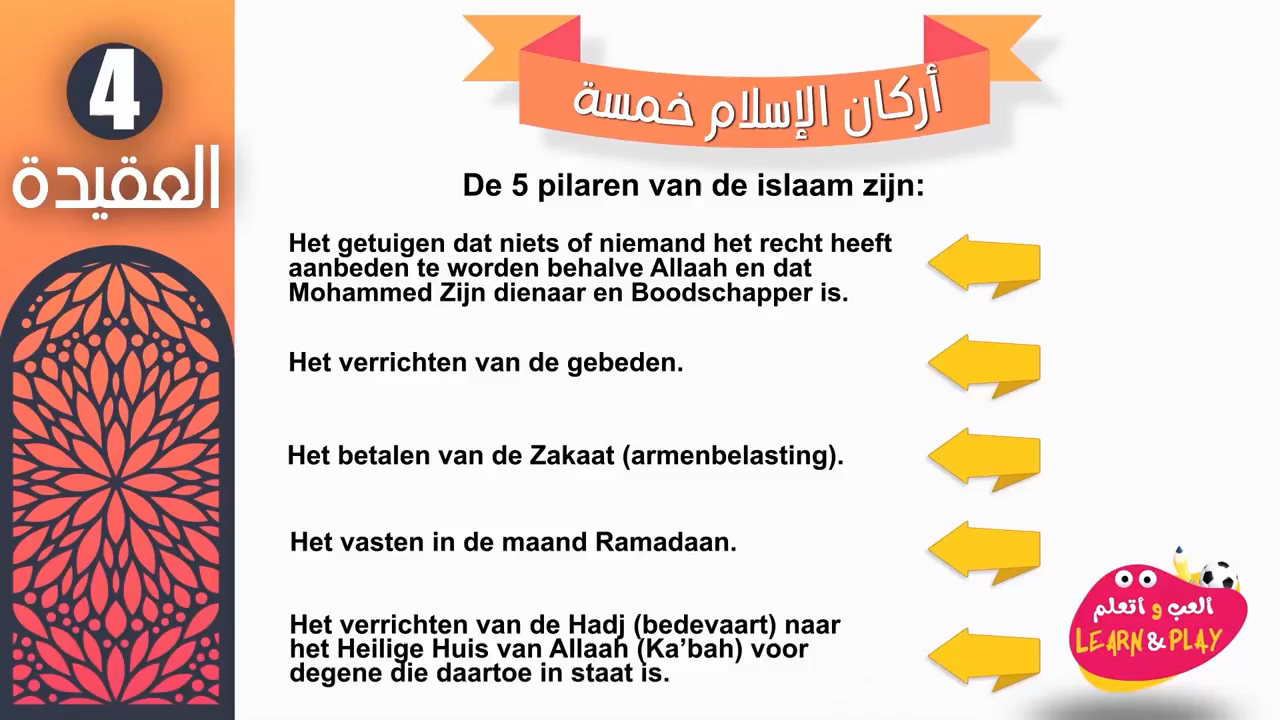 4
العقيدة
أركان الإسلام خمسة
De 5 pilaren van de islaam zijn:
Het getuigen dat niets of niemand het recht heeft
aanbeden te worden behalve Allaah en dat
Mohammed Zijn dienaar en Boodschapper is.
Het verrichten van de gebeden.
Het betalen van de Zakaat (armenbelasting).
Het vasten in de maand Ramadaan.
Het verrichten van de Hadj (bedevaart) naar
het Heilige Huis van Allaah (Ka’bah) voor
degene die daartoe in staat is.
ألعب و أتعلم
LEARN & PLAY